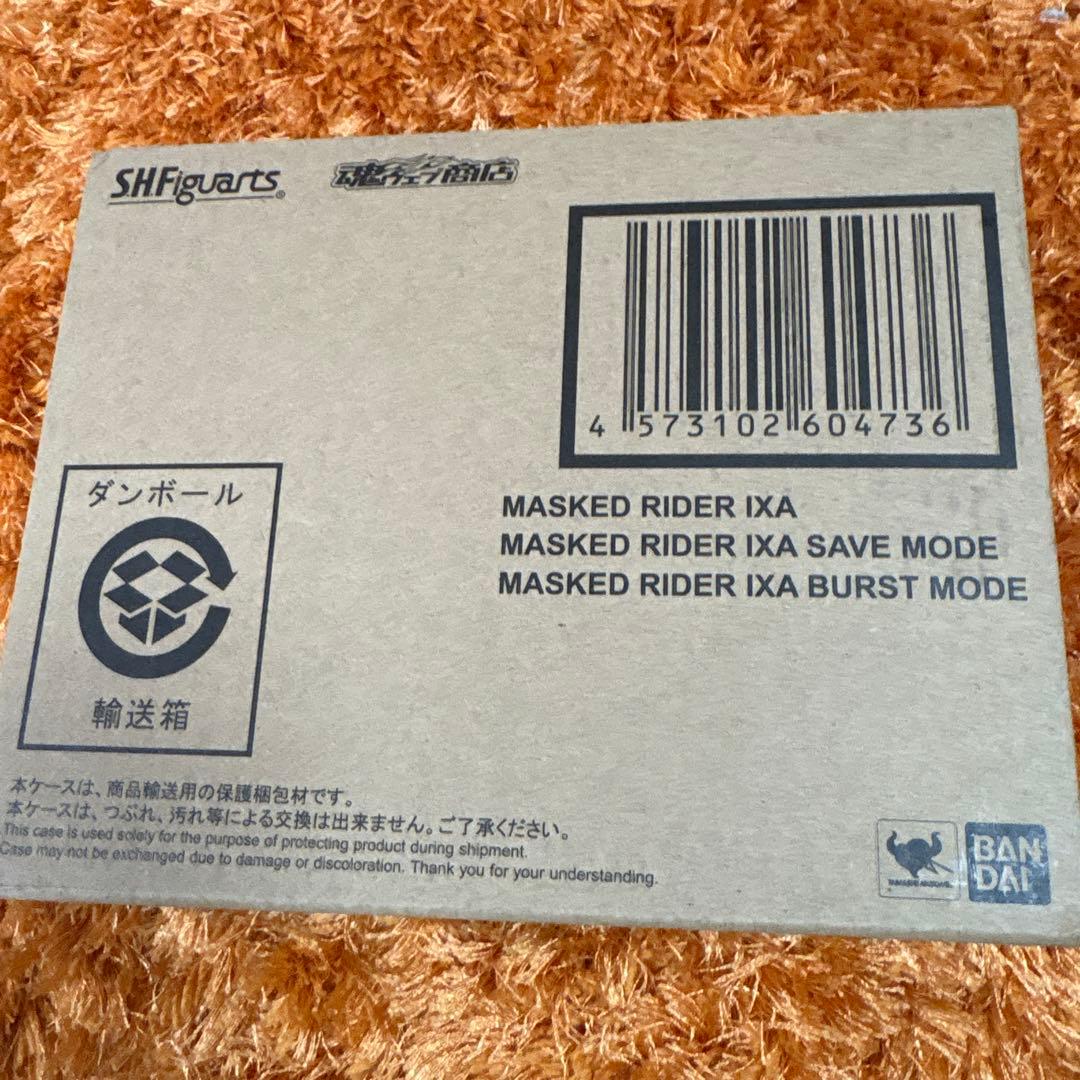 S.H.Figuarts®
魂ウェブ商店
4 573102 604736
MASKED RIDER IXA
MASKED RIDER IXA SAVE MODE
MASKED RIDER IXA BURST MODE
ダンボール
輸送箱
本ケースは、商品輸送用の保護梱包材です。
本ケースは、つぶれ、汚れ等による交換は出来ません。ご了承ください。
This case is used solely for the purpose of protecting product during shipment.
Case may not be exchanged due to damage or discoloration. Thank you for your understanding.
TAMASHII NATIONS
BAN
DAI